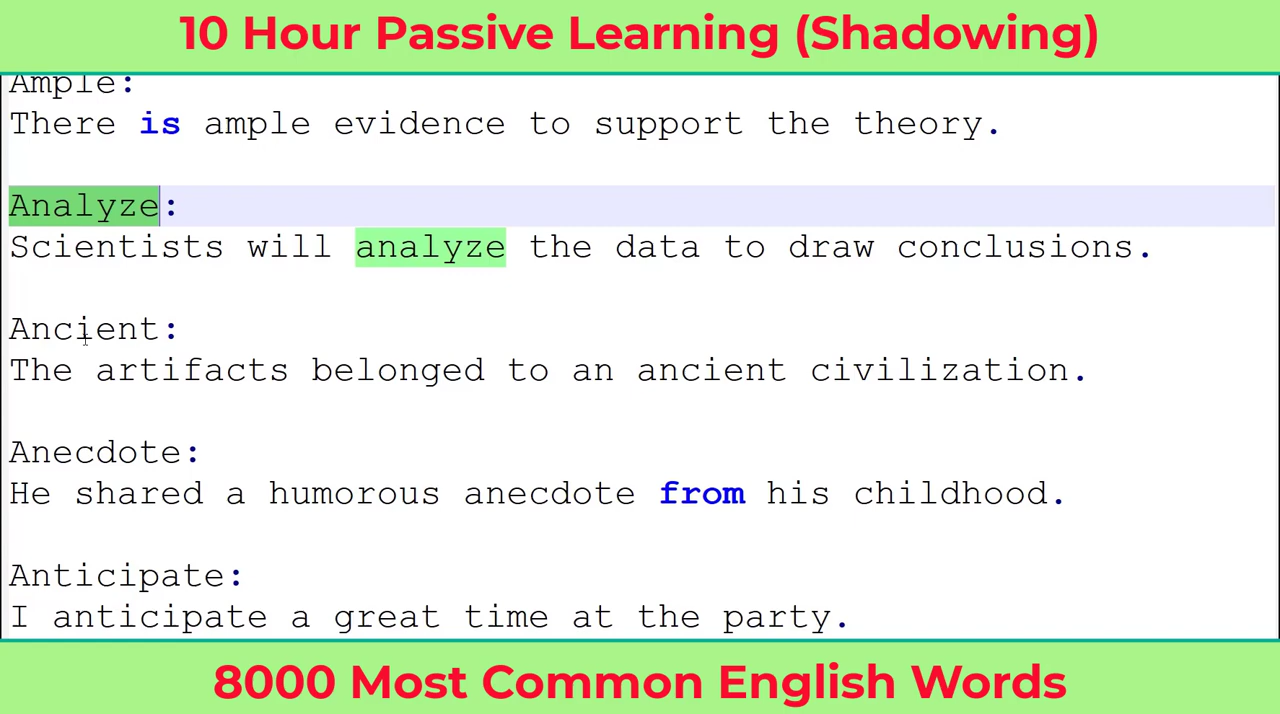 10 Hour Passive Learning (Shadowing)
Ample:
There is ample evidence to support the theory.
Analyze:
Scientists will analyze the data to draw conclusions.
Ancient:
The artifacts belonged to an ancient civilization.
Anecdote:
He shared a humorous anecdote from his childhood.
Anticipate:
I anticipate a great time at the party.
8000 Most Common English Words